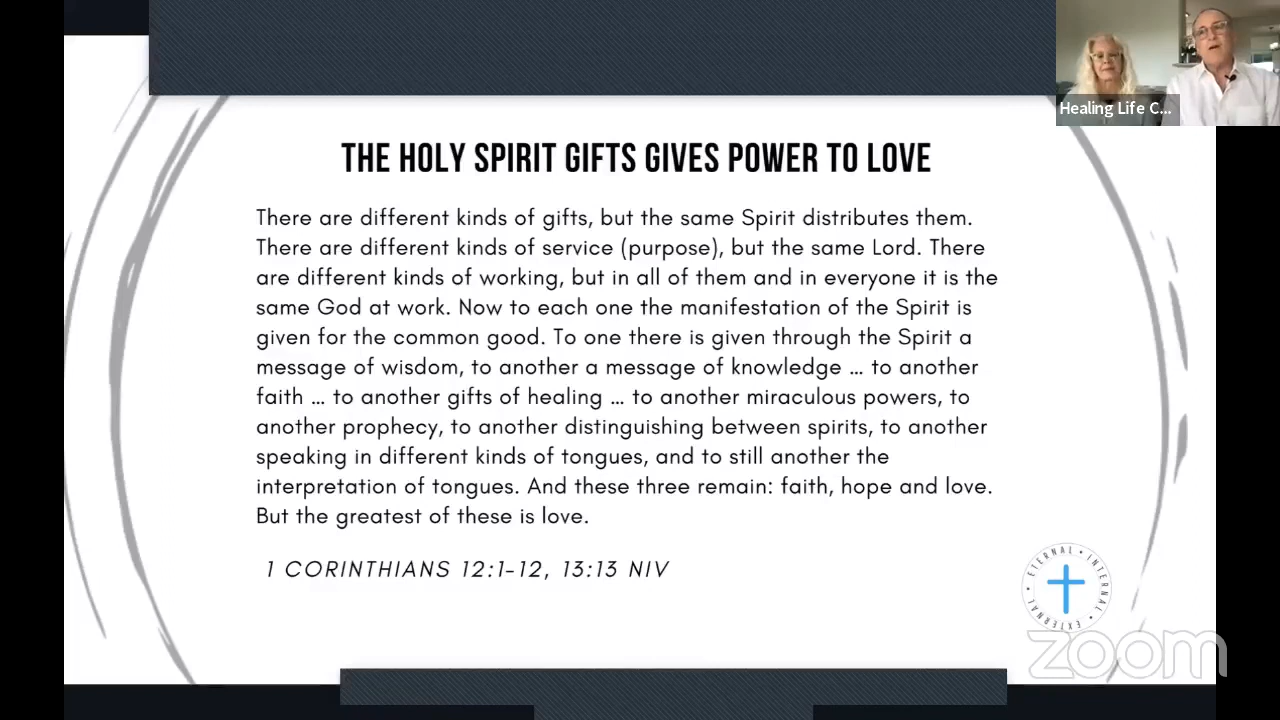 Healing Life C...
THE HOLY SPIRIT GIFTS GIVES POWER TO LOVE
There are different kinds of gifts, but the same Spirit distributes them.
There are different kinds of service (purpose), but the same Lord. There
are different kinds of working, but in all of them and in everyone it is the
same God at work. Now to each one the manifestation of the Spirit is
given for the common good. To one there is given through the Spirit a
message of wisdom, to another a message of knowledge ... to another
faith ... to another gifts of healing ... to another miraculous powers, to
another prophecy, to another distinguishing between spirits, to another
speaking in different kinds of tongues, and to still another the
interpretation of tongues. And these three remain: faith, hope and love.
But the greatest of these is love.
1 CORINTHIANS 12:1-12, 13:13 NIV
ETERNAL • INTERNAL • EXTERNAL •
zoom